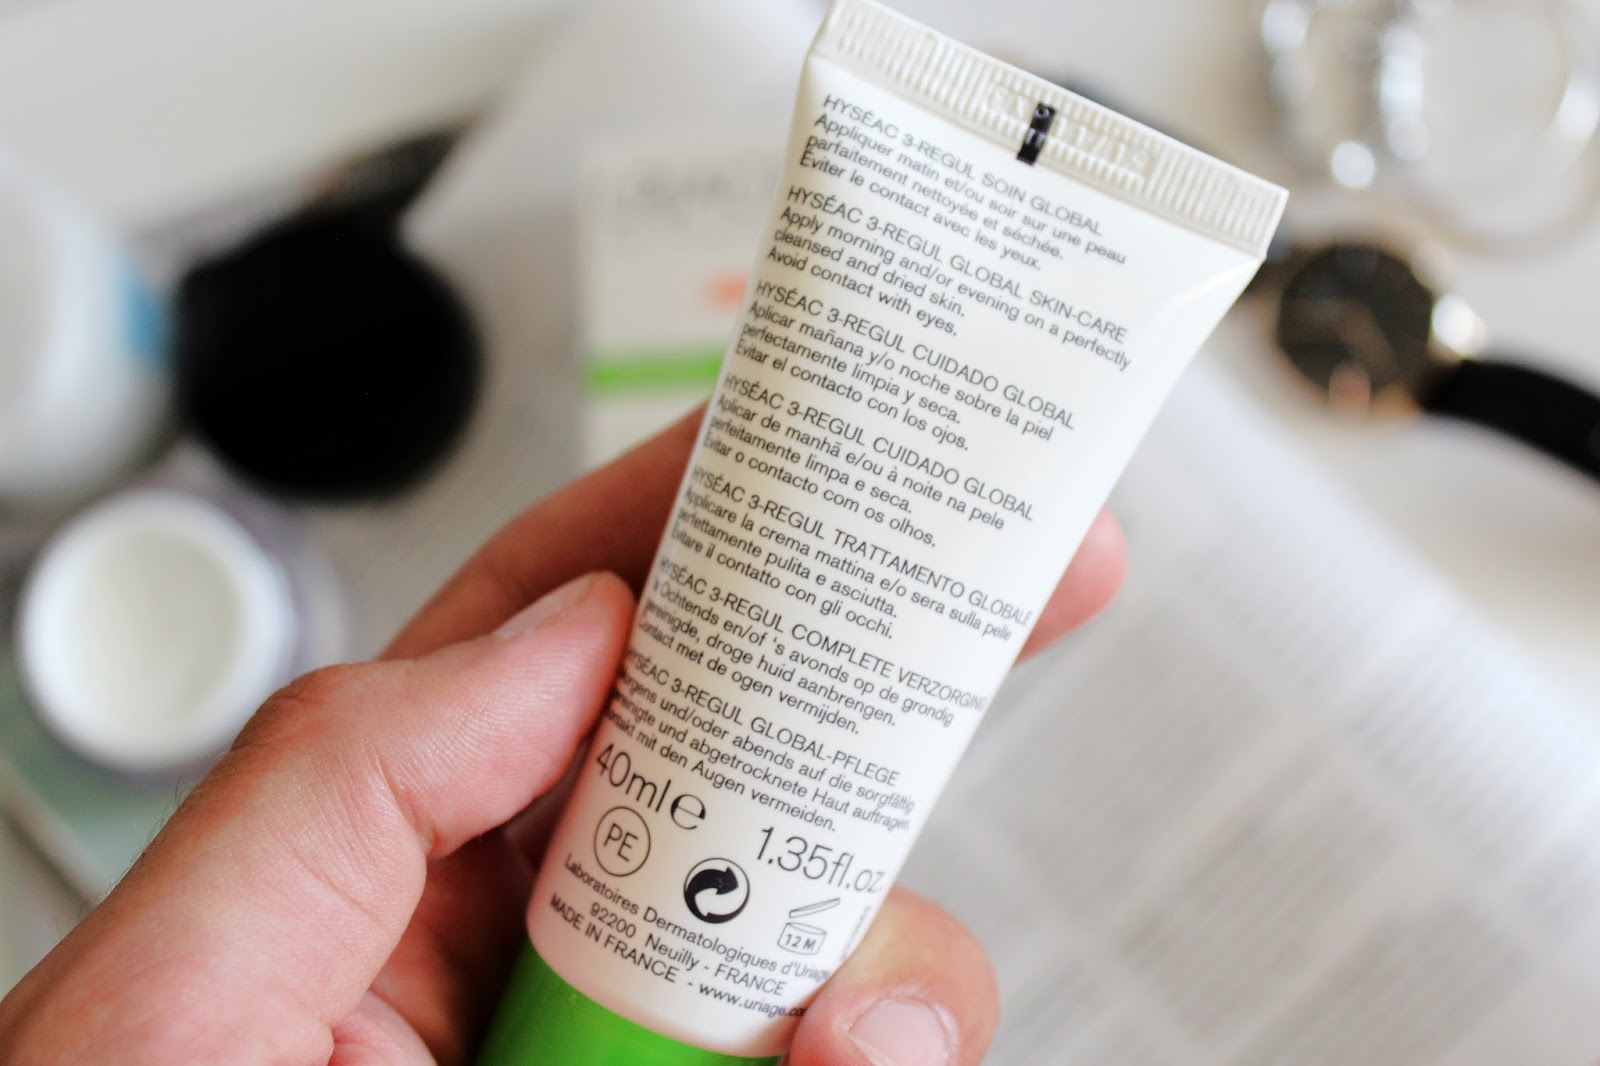 HYSÉAC 3-REGUL SOIN GLOBAL
Appliquer matin et/ou soir sur une peau
parfaitement nettoyée et séchée.
Éviter le contact avec les yeux.
HYSÉAC 3-REGUL GLOBAL SKIN-CARE
Apply morning and/or evening on a perfectly
cleansed and dried skin.
Avoid contact with eyes.
HYSÉAC 3-REGUL CUIDADO GLOBAL
Aplicar mañana y/o noche sobre la piel
perfectamente limpia y seca.
Evitar el contacto con los ojos.
HYSÉAC 3-REGUL CUIDADO GLOBAL
Aplicar de manhã e/ou à noite na pele
perfeitamente limpa e seca.
Evitar o contacto com os olhos.
HYSÉAC 3-REGUL TRATTAMENTO GLOBALE
Applicare la crema mattina e/o sera sulla pelle
perfettamente pulita e asciutta.
Evitare il contatto con gli occhi.
HYSÉAC 3-REGUL COMPLETE VERZORGING
's Ochtends en/of 's avonds op de grondig
gereinigde, droge huid aanbrengen.
Contact met de ogen vermijden.
HYSÉAC 3-REGUL GLOBAL-PFLEGE
Morgens und/oder abends auf die sorgfältig
gereinigte und abgetrocknete Haut auftragen.
Kontakt mit den Augen vermeiden.
40ml e 1.35fl.oz.
PE
12 M
Laboratoires Dermatologiques d'Uriage
92200 Neuilly - FRANCE
MADE IN FRANCE - www.uriage.co